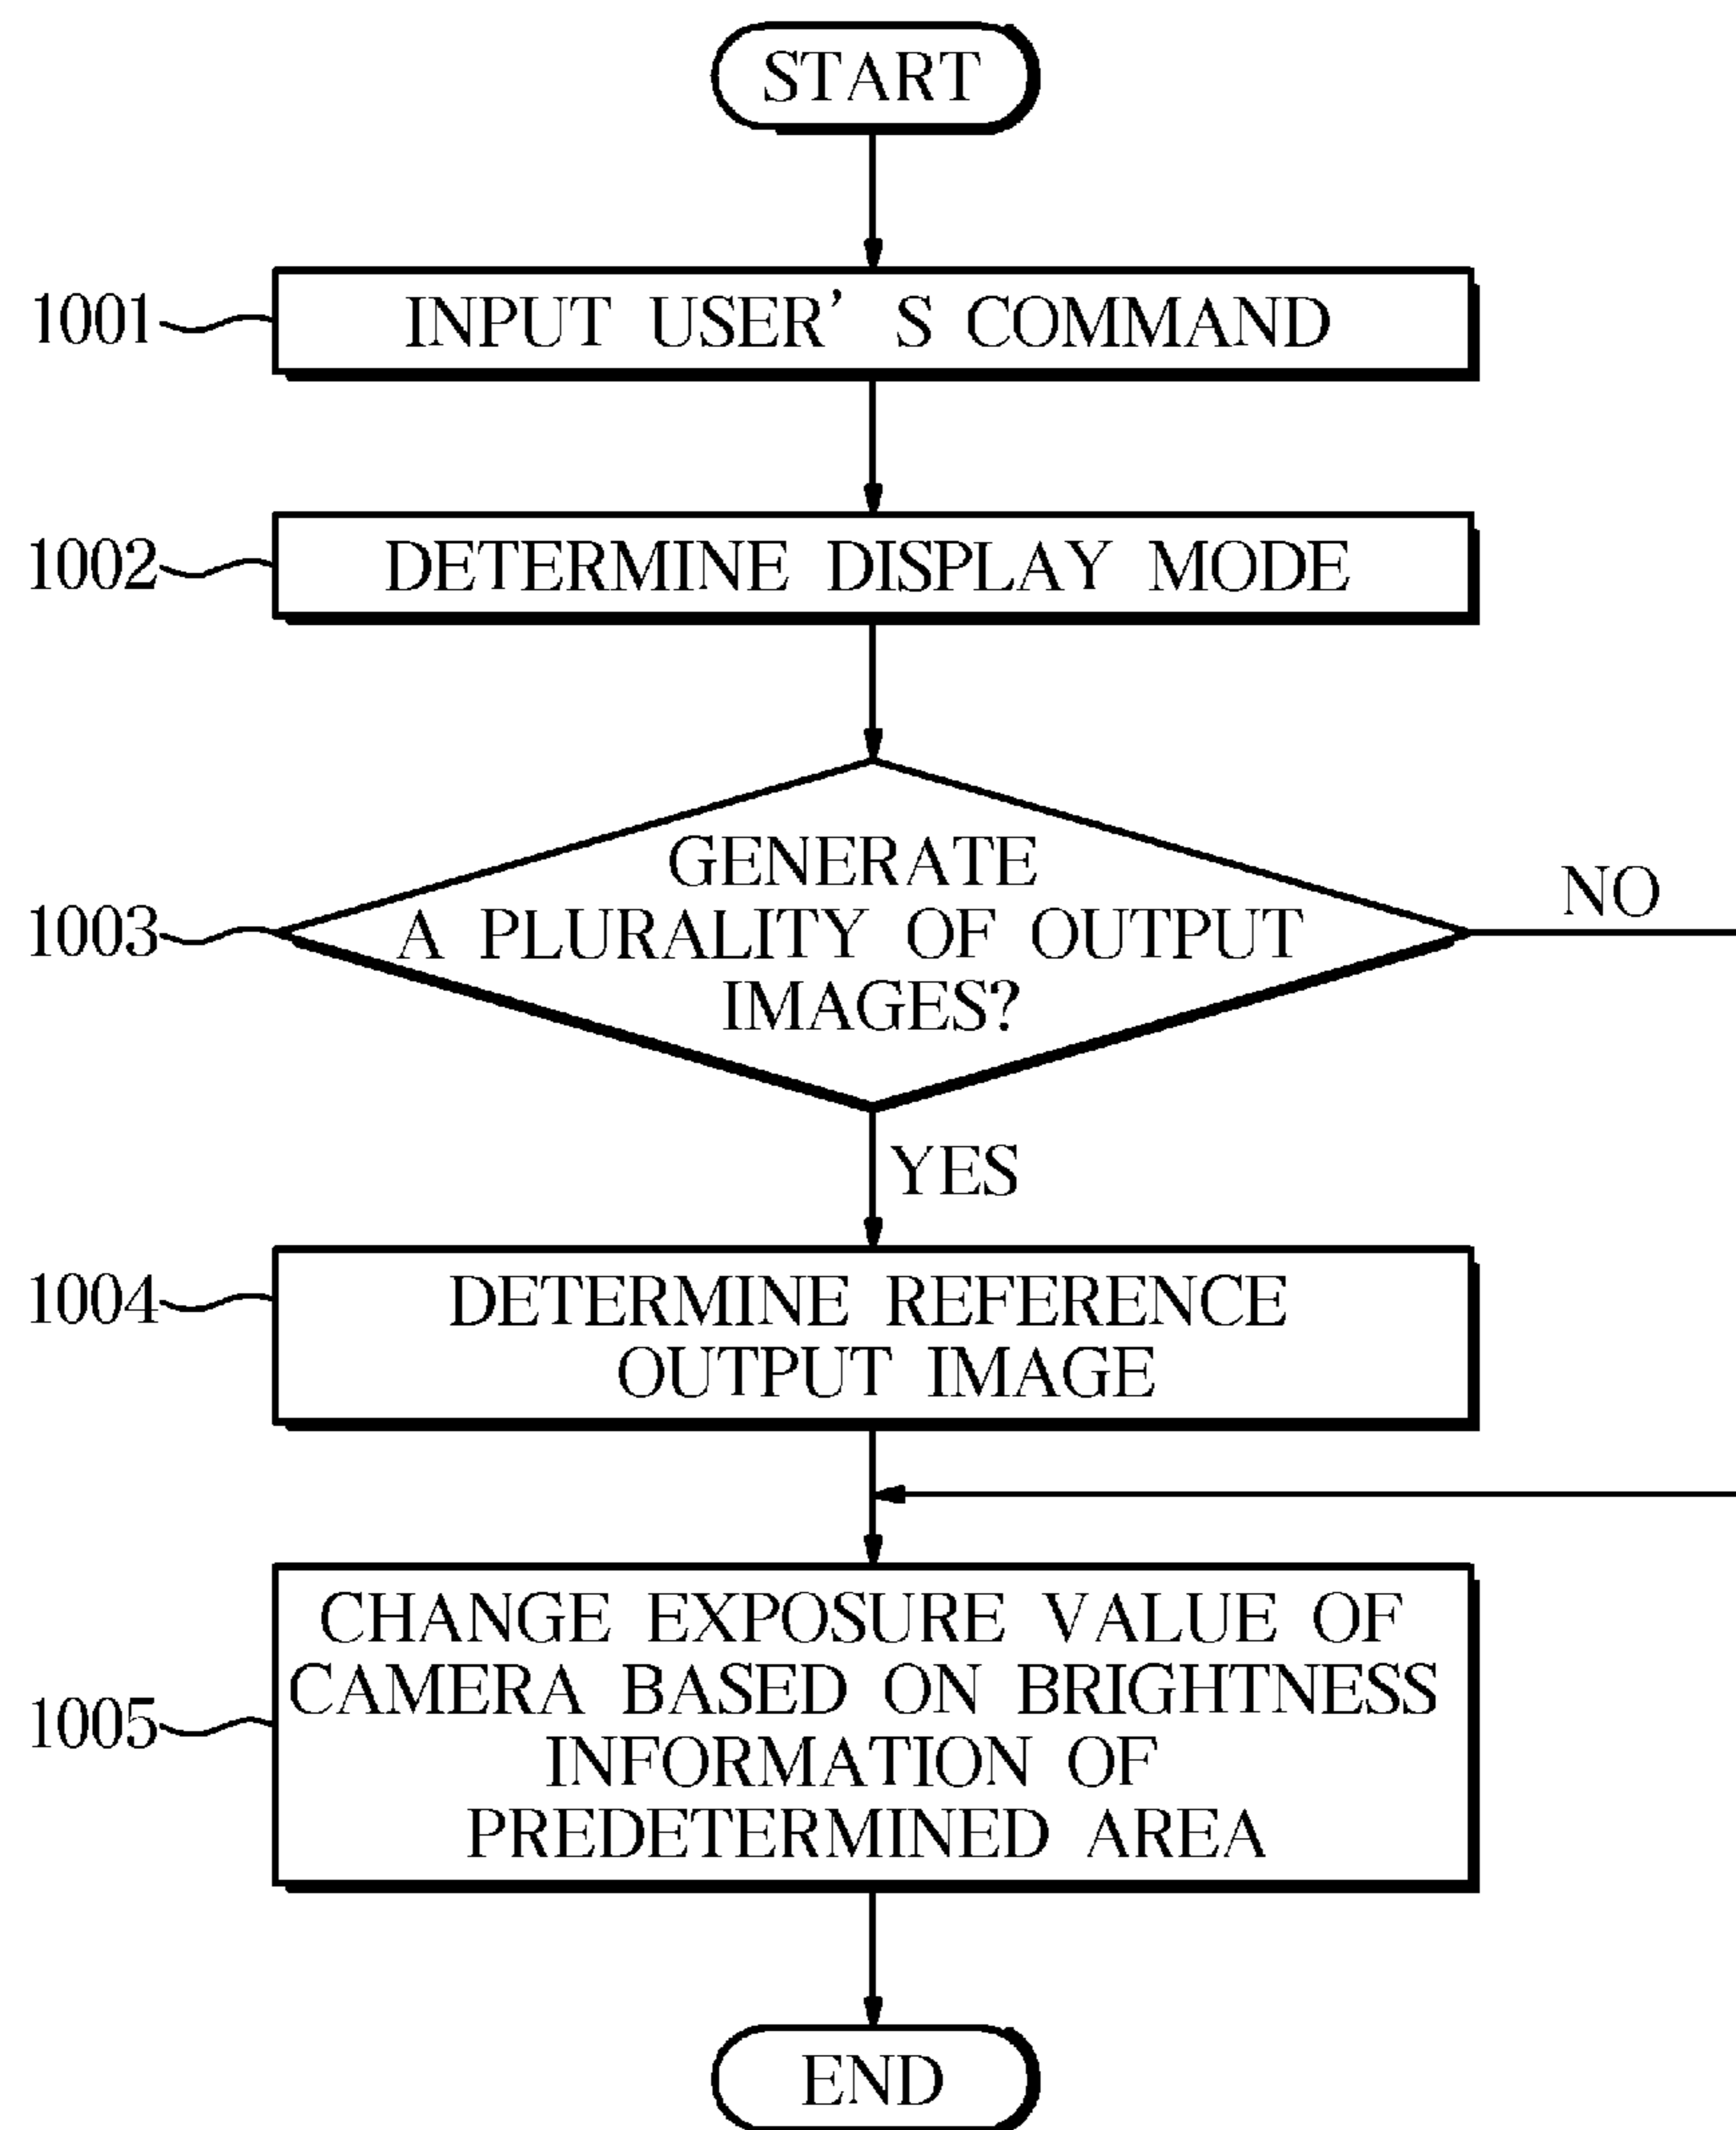 START
1001
INPUT USER' S COMMAND
1002
DETERMINE DISPLAY MODE
1003
GENERATE
A PLURALITY OF OUTPUT
IMAGES?
NO
YES
1004
DETERMINE REFERENCE
OUTPUT IMAGE
1005
CHANGE EXPOSURE VALUE OF
CAMERA BASED ON BRIGHTNESS
INFORMATION OF
PREDETERMINED AREA
END